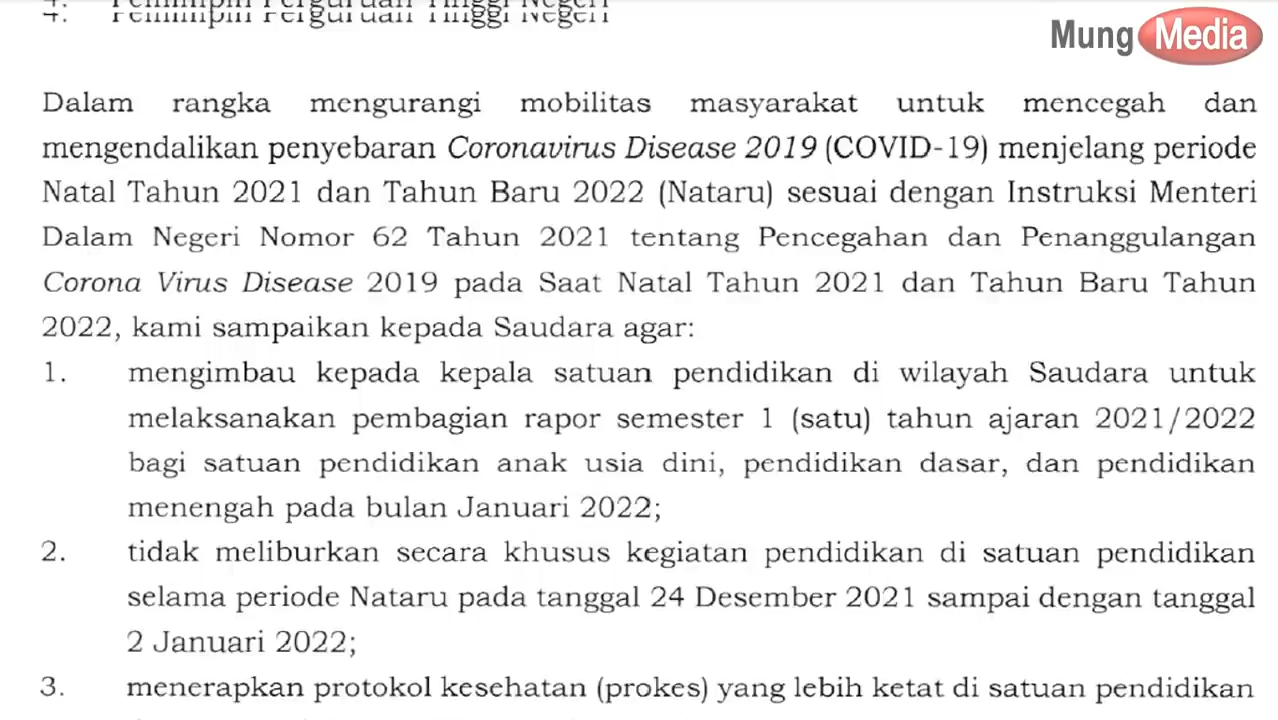 4. Pemimpin Perguruan Tinggi Negeri
Mung Media
Dalam rangka mengurangi mobilitas masyarakat untuk mencegah dan
mengendalikan penyebaran Coronavirus Disease 2019 (COVID-19) menjelang periode
Natal Tahun 2021 dan Tahun Baru 2022 (Nataru) sesuai dengan Instruksi Menteri
Dalam Negeri Nomor 62 Tahun 2021 tentang Pencegahan dan Penanggulangan
Corona Virus Disease 2019 pada Saat Natal Tahun 2021 dan Tahun Baru Tahun
2022, kami sampaikan kepada Saudara agar:
1. mengimbau kepada kepala satuan pendidikan di wilayah Saudara untuk
melaksanakan pembagian rapor semester 1 (satu) tahun ajaran 2021/2022
bagi satuan pendidikan anak usia dini, pendidikan dasar, dan pendidikan
menengah pada bulan Januari 2022;
2. tidak meliburkan secara khusus kegiatan pendidikan di satuan pendidikan
selama periode Nataru pada tanggal 24 Desember 2021 sampai dengan tanggal
2 Januari 2022;
3. menerapkan protokol kesehatan (prokes) yang lebih ketat di satuan pendidikan